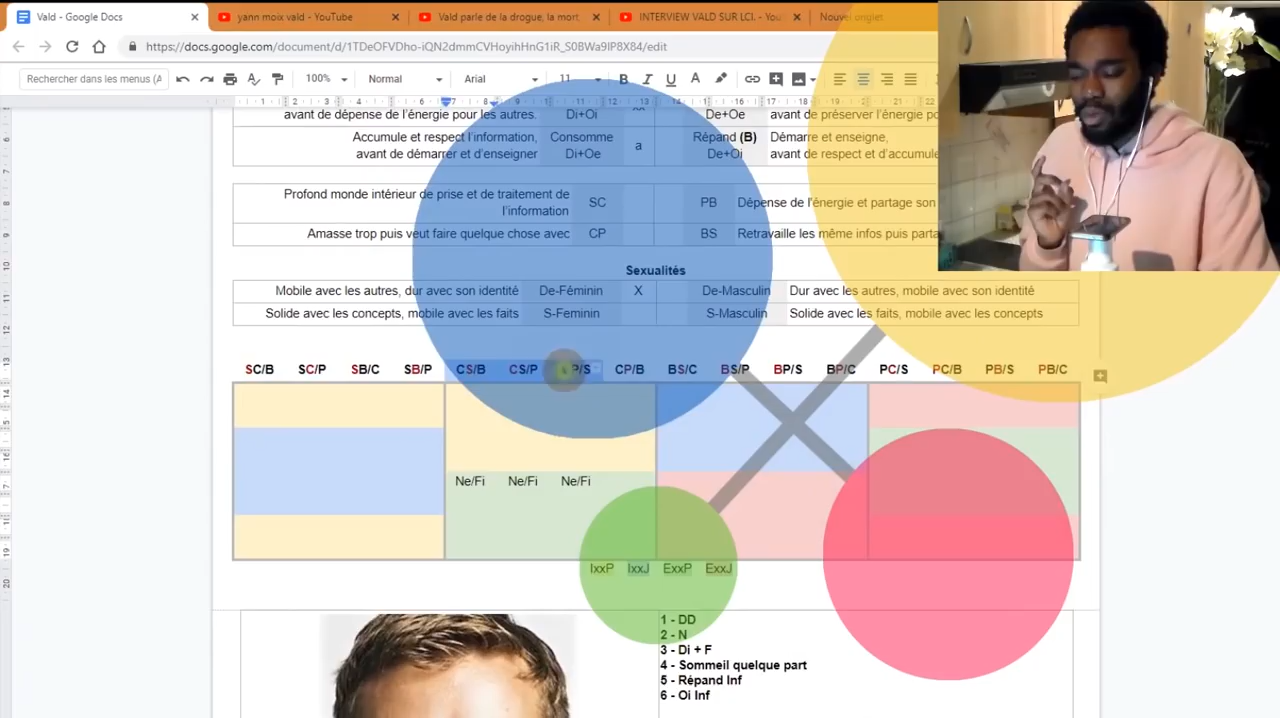 Vald - Google Docs
yann moix vald - YouTube
Vald parle de la drogue, la mort,
INTERVIEW VALD SUR LCI. - You
Nouvel onglet
https://docs.google.com/document/d/1TDeOFVDho-iQN2dmmCVHoyihHnG1iR_S0BWa9IP8X84/edit
Rechercher dans les menus (A
100%
Normal
Arial
11
B I U A
avant de dépense de l'énergie pour les autres. Di+Oi De+Oe avant de préserver l'énergie po
Accumule et respect l'information, Consomme a Répand (B) Démarre et enseigne,
avant de démarrer et d'enseigner Di+Oe De+Oi avant de respect et d'accumule
Profond monde intérieur de prise et de traitement de
l'information SC PB Dépense de l'énergie et partage son
Amasse trop puis veut faire quelque chose avec CP BS Retravaille les même infos puis parta
Sexualités
Mobile avec les autres, dur avec son identité De-Féminin X De-Masculin Dur avec les autres, mobile avec son identité
Solide avec les concepts, mobile avec les faits S-Feminin S-Masculin Solide avec les faits, mobile avec les concepts
SC/B SC/P SB/C SB/P CS/B CS/P P/S CP/B BS/C BS/P BP/S BP/C PC/S PC/B PB/S PB/C
Ne/Fi Ne/Fi Ne/Fi
IxxP IxxJ ExxP ExxJ
1 - DD
2 - N
3 - Di + F
4 - Sommeil quelque part
5 - Répand Inf
6 - Oi Inf